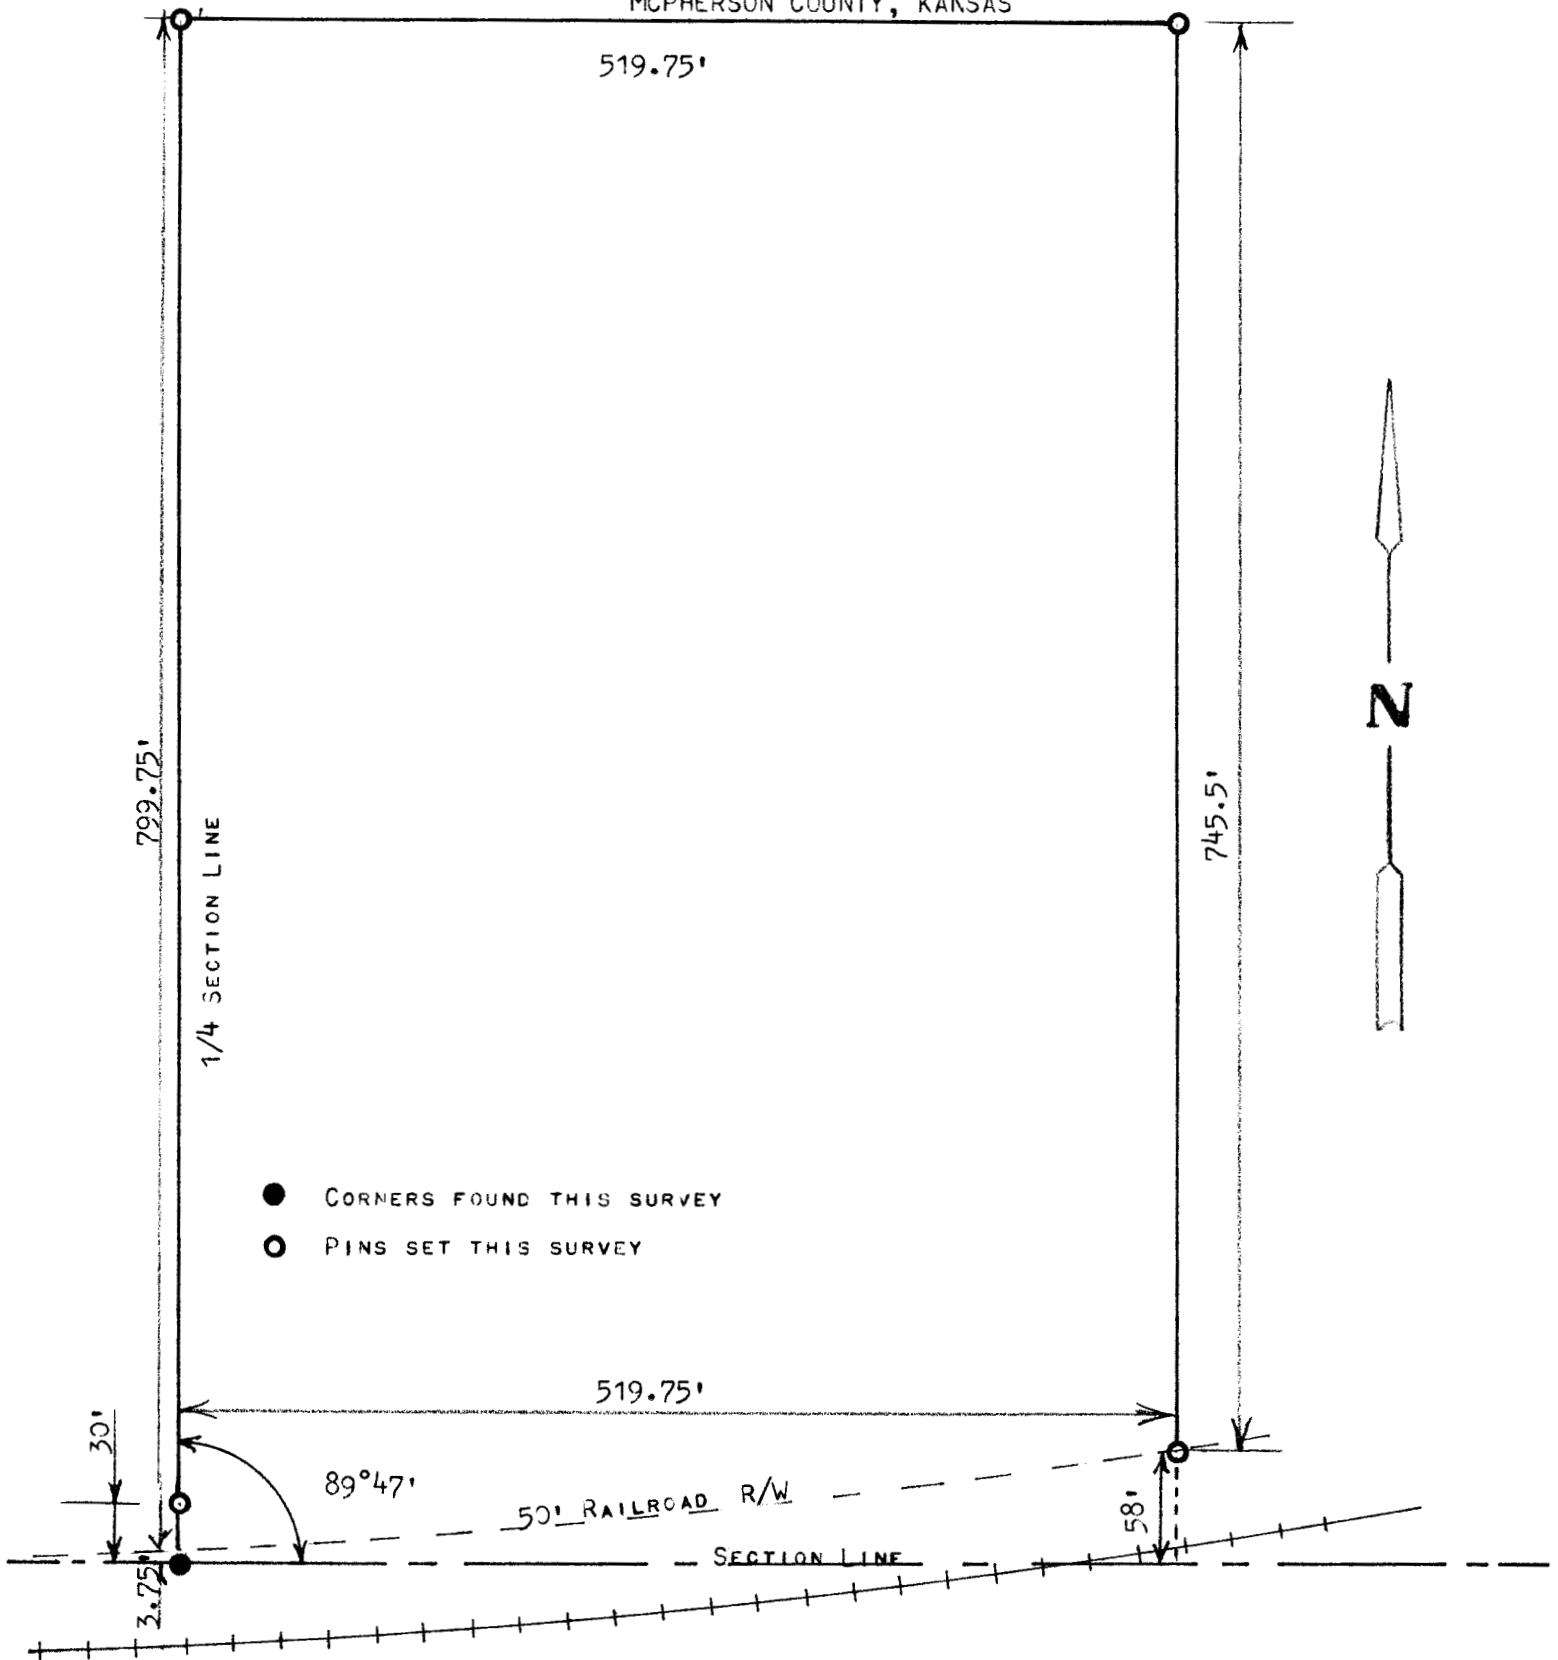 MCPHERSON COUNTY, KANSAS
519.75'
799.75'
1/4 SECTION LINE
745.5'
N
CORNERS FOUND THIS SURVEY
PINS SET THIS SURVEY
519.75'
30'
89°47'
50' RAILROAD R/W
58'
SECTION LINE
3.75'